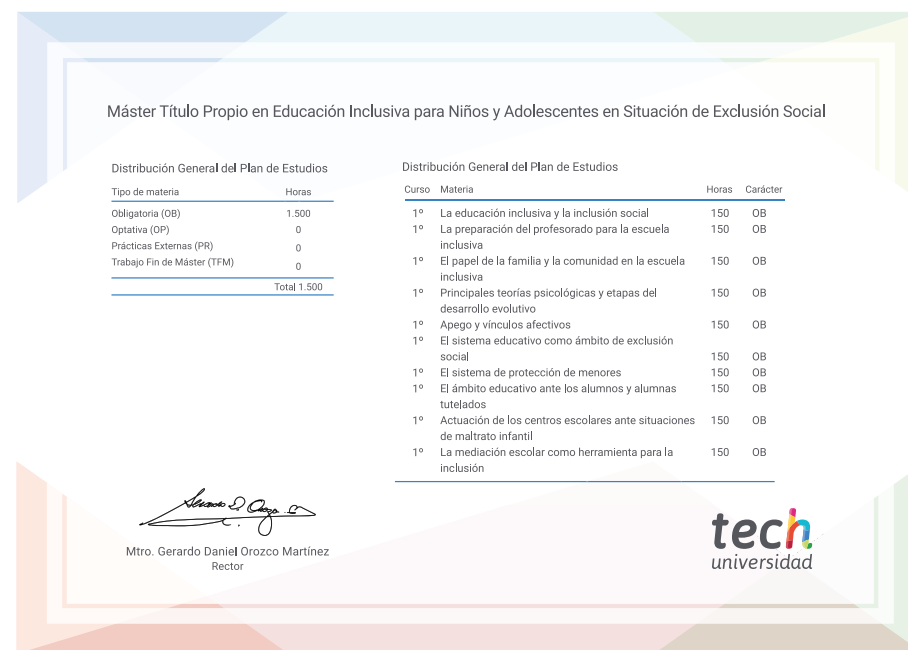 Máster Título Propio en Educación Inclusiva para Niños y Adolescentes en Situación de Exclusión Social
Distribución General del Plan de Estudios
Tipo de materia Horas
Obligatoria (OB) 1.500
Optativa (OP) 0
Prácticas Externas (PR) 0
Trabajo Fin de Máster (TFM) 0
Total 1.500
Distribución General del Plan de Estudios
Curso Materia Horas Carácter
1º La educación inclusiva y la inclusión social 150 OB
1º La preparación del profesorado para la escuela 150 OB
inclusiva
1º El papel de la familia y la comunidad en la escuela 150 OB
inclusiva
1º Principales teorías psicológicas y etapas del 150 OB
desarrollo evolutivo
1º Apego y vínculos afectivos 150 OB
1º El sistema educativo como ámbito de exclusión
social 150 OB
1º El sistema de protección de menores 150 OB
1º El ámbito educativo ante los alumnos y alumnas 150 OB
tutelados
1º Actuación de los centros escolares ante situaciones 150 OB
de maltrato infantil
1º La mediación escolar como herramienta para la 150 OB
inclusión
Mtro. Gerardo Daniel Orozco Martínez
Rector
tech
universidad